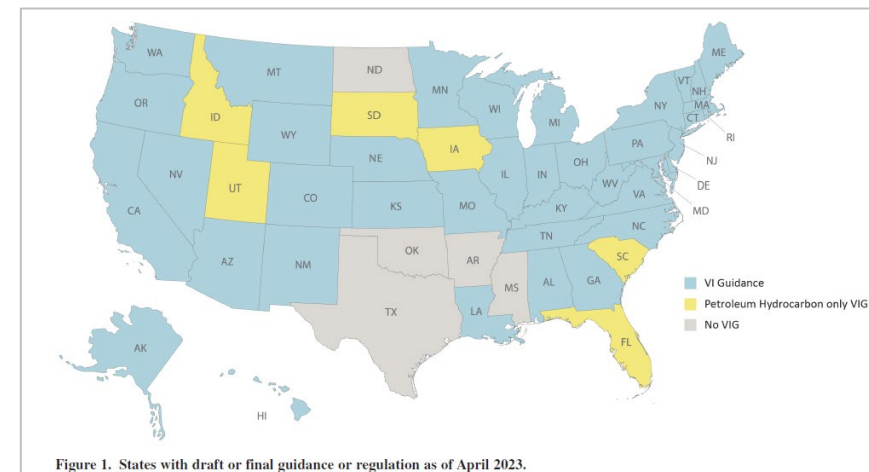 WA
MT
ND
MN
ME
VT
NH
MA
CT
RI
NY
OR
ID
SD
WI
MI
WY
IA
PA
NJ
NE
IL
IN
OH
DE
NV
UT
CO
WV
VA
MD
CA
KS
MO
KY
NC
TN
AZ
NM
OK
AR
SC
MS
AL
GA
TX
LA
FL
VI Guidance
Petroleum Hydrocarbon only VIG
No VIG
AK
HI
Figure 1. States with draft or final guidance or regulation as of April 2023.